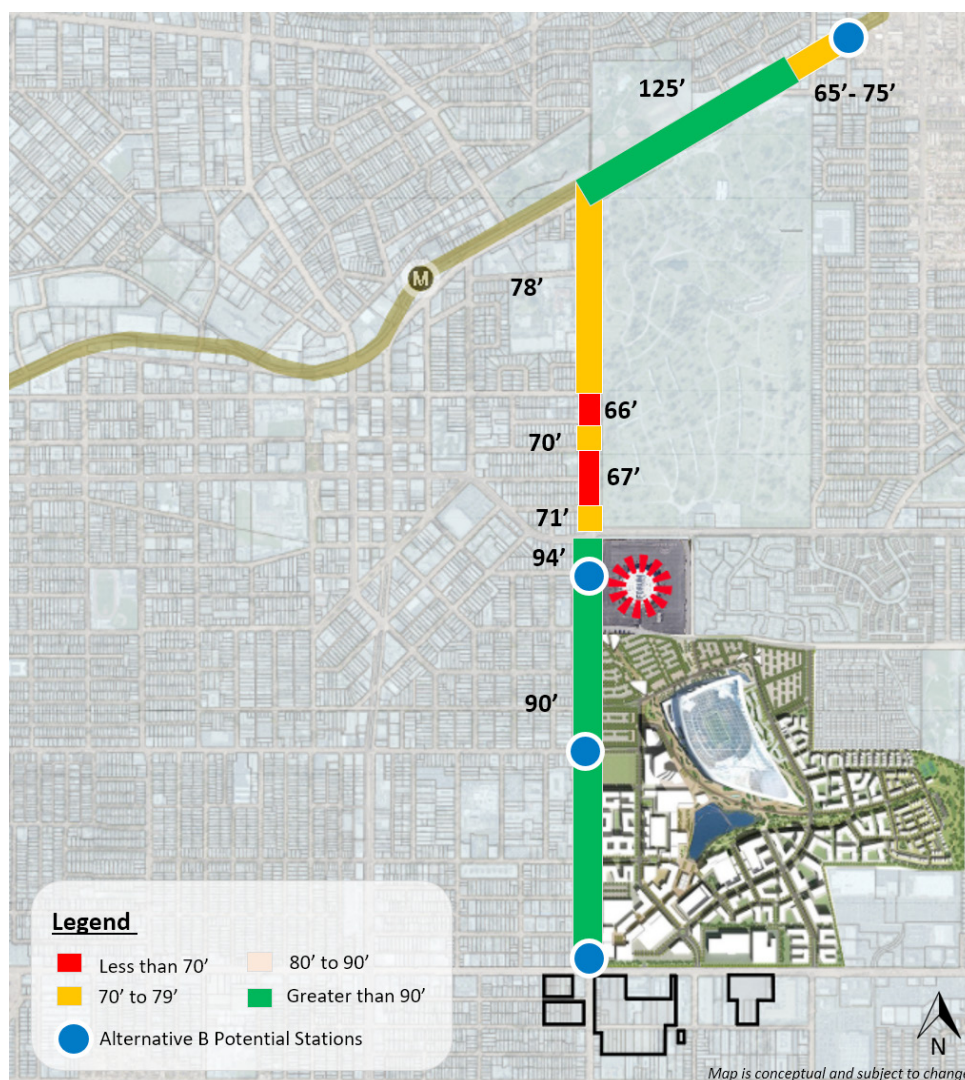 125’
65’- 75’
M
78’
66’
70’
67’
71’
94’
90’
Legend
Less than 70’
80’ to 90’
70’ to 79’
Greater than 90’
Alternative B Potential Stations
N
Map is conceptual and subject to change